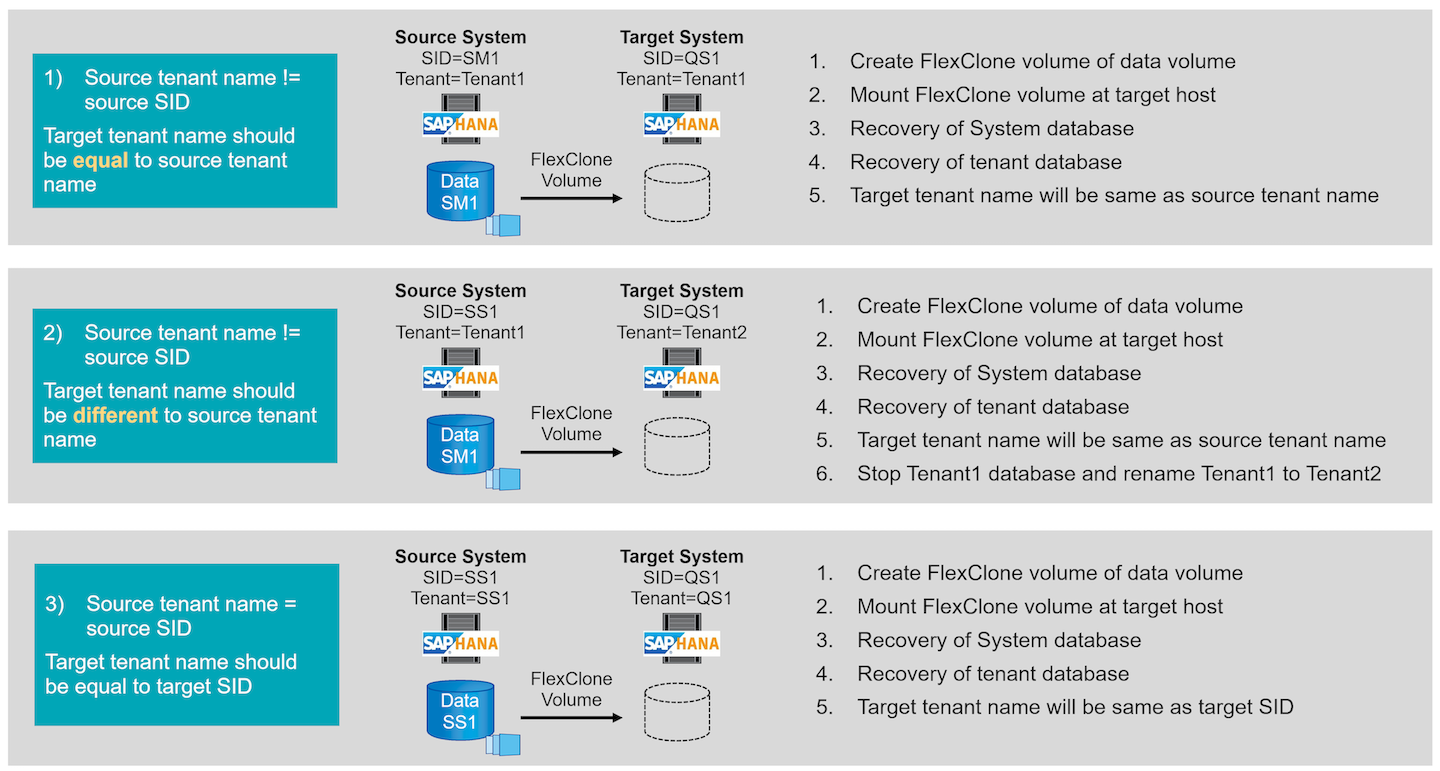 1) Source tenant name !=
source SID
Target tenant name should
be equal to source tenant
name
Source System
SID=SM1
Tenant=Tenant1
SAP HANA
Data
SM1
FlexClone
Volume
Target System
SID=QS1
Tenant=Tenant1
SAP HANA
1. Create FlexClone volume of data volume
2. Mount FlexClone volume at target host
3. Recovery of System database
4. Recovery of tenant database
5. Target tenant name will be same as source tenant name
2) Source tenant name !=
source SID
Target tenant name should
be different to source tenant
name
Source System
SID=SS1
Tenant=Tenant1
SAP HANA
Data
SM1
FlexClone
Volume
Target System
SID=QS1
Tenant=Tenant2
SAP HANA
1. Create FlexClone volume of data volume
2. Mount FlexClone volume at target host
3. Recovery of System database
4. Recovery of tenant database
5. Target tenant name will be same as source tenant name
6. Stop Tenant1 database and rename Tenant1 to Tenant2
3) Source tenant name =
source SID
Target tenant name should
be equal to target SID
Source System
SID=SS1
Tenant=SS1
SAP HANA
Data
SS1
FlexClone
Volume
Target System
SID=QS1
Tenant=QS1
SAP HANA
1. Create FlexClone volume of data volume
2. Mount FlexClone volume at target host
3. Recovery of System database
4. Recovery of tenant database
5. Target tenant name will be same as target SID